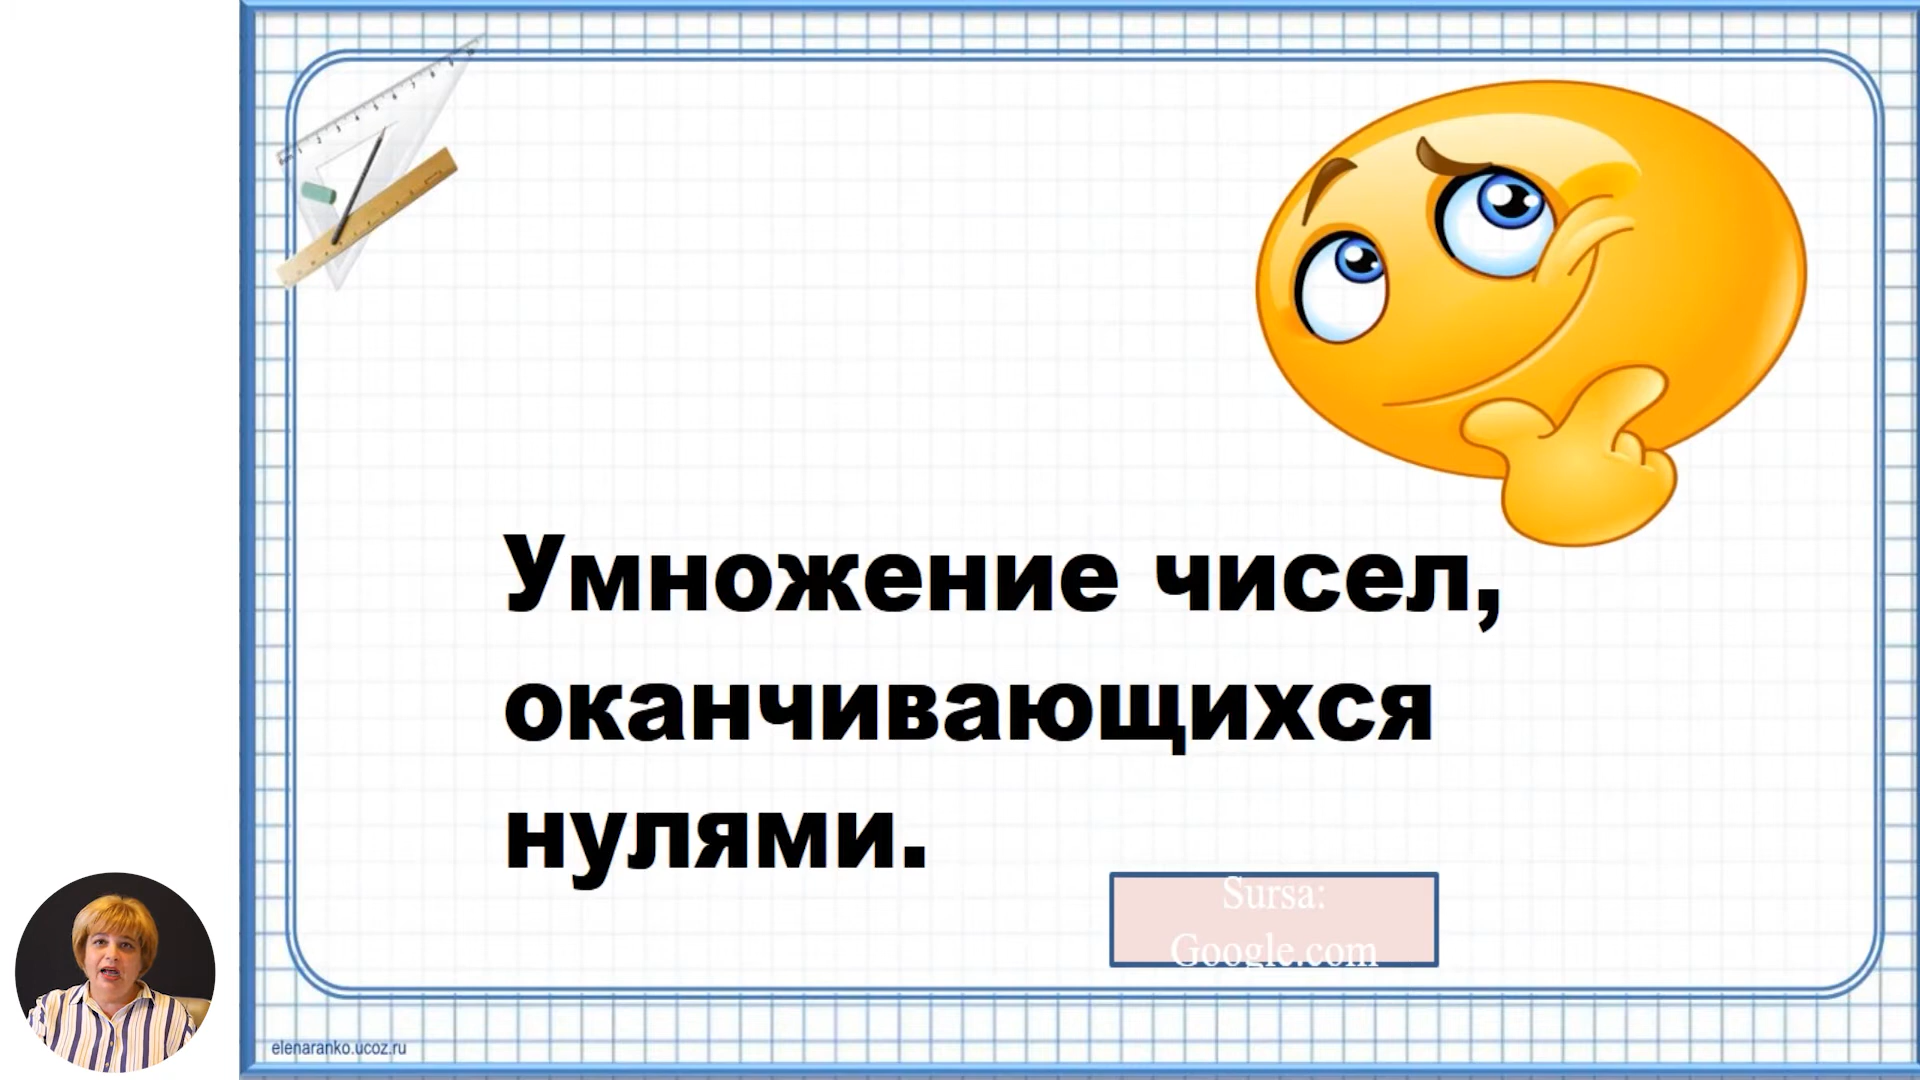 Умножение чисел,
оканчивающихся
нулями.
Sursa:
Google.com
elenaranko.ucoz.ru